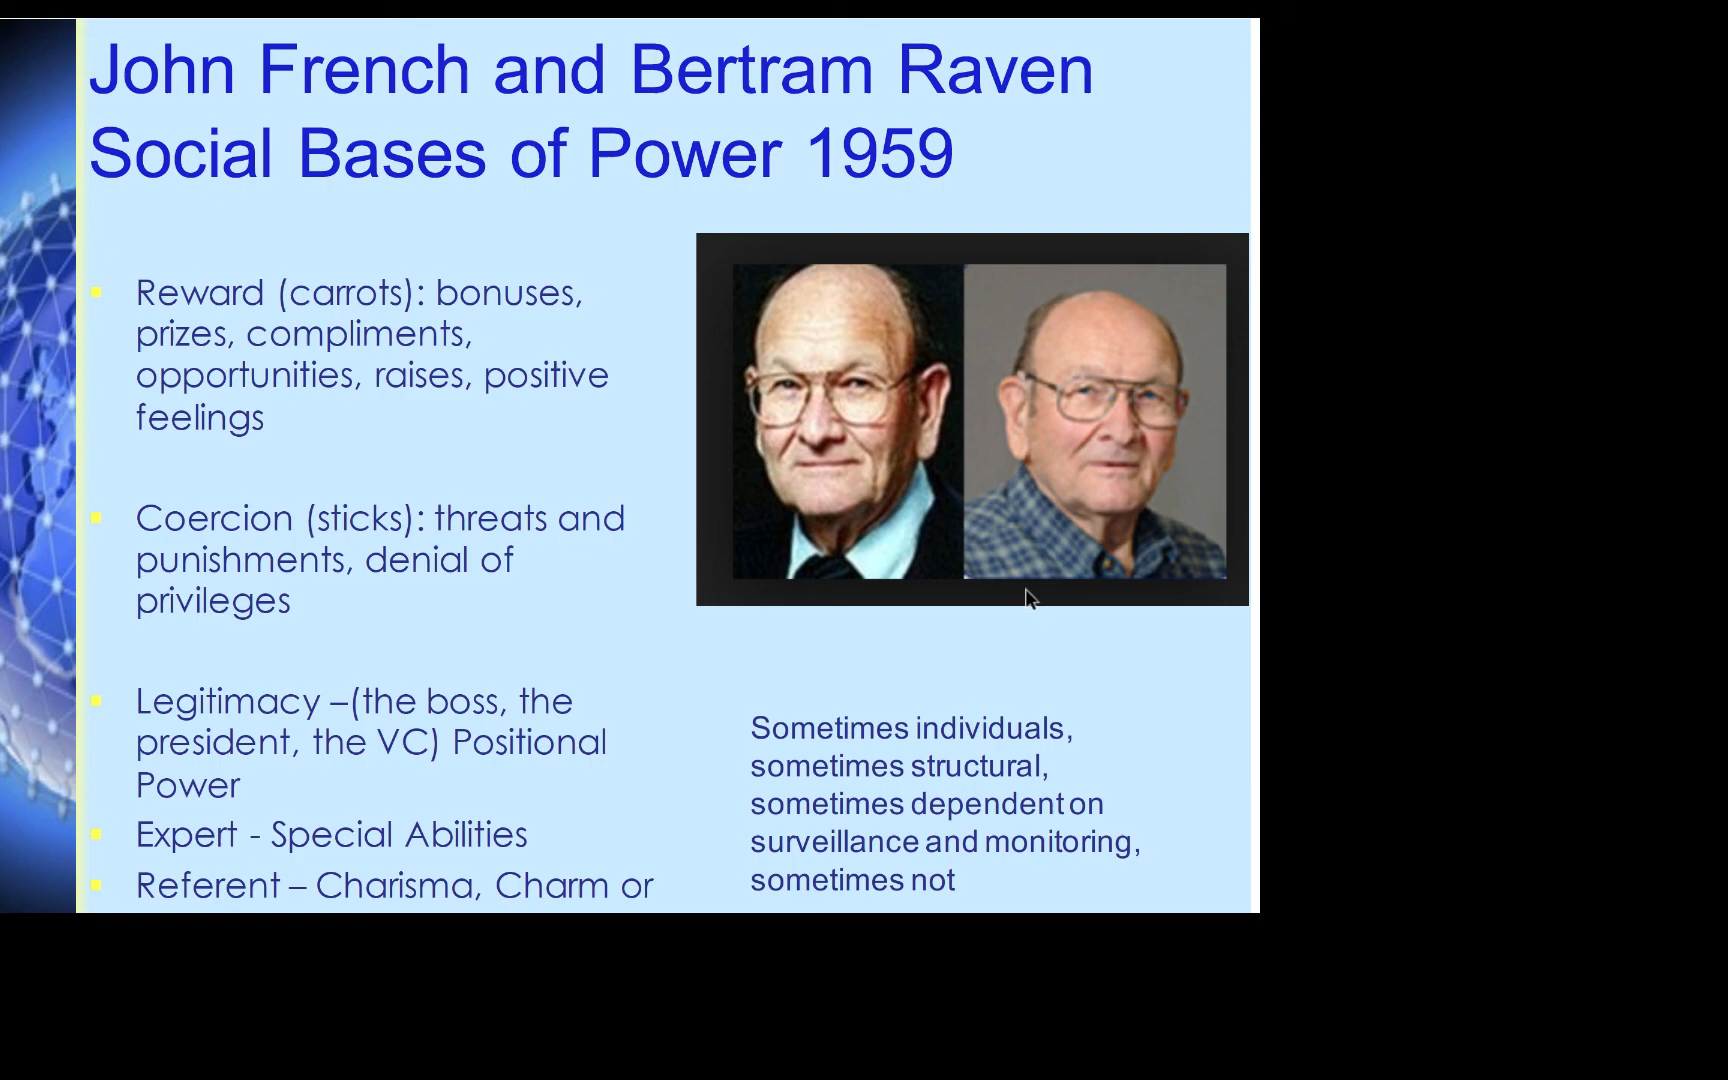 John French and Bertram Raven
Social Bases of Power 1959
Reward (carrots): bonuses,
prizes, compliments,
opportunities, raises, positive
feelings
Coercion (sticks): threats and
punishments, denial of
privileges
Legitimacy –(the boss, the
president, the VC) Positional
Power
Expert - Special Abilities
Referent – Charisma, Charm or
Sometimes individuals,
sometimes structural,
sometimes dependent on
surveillance and monitoring,
sometimes not